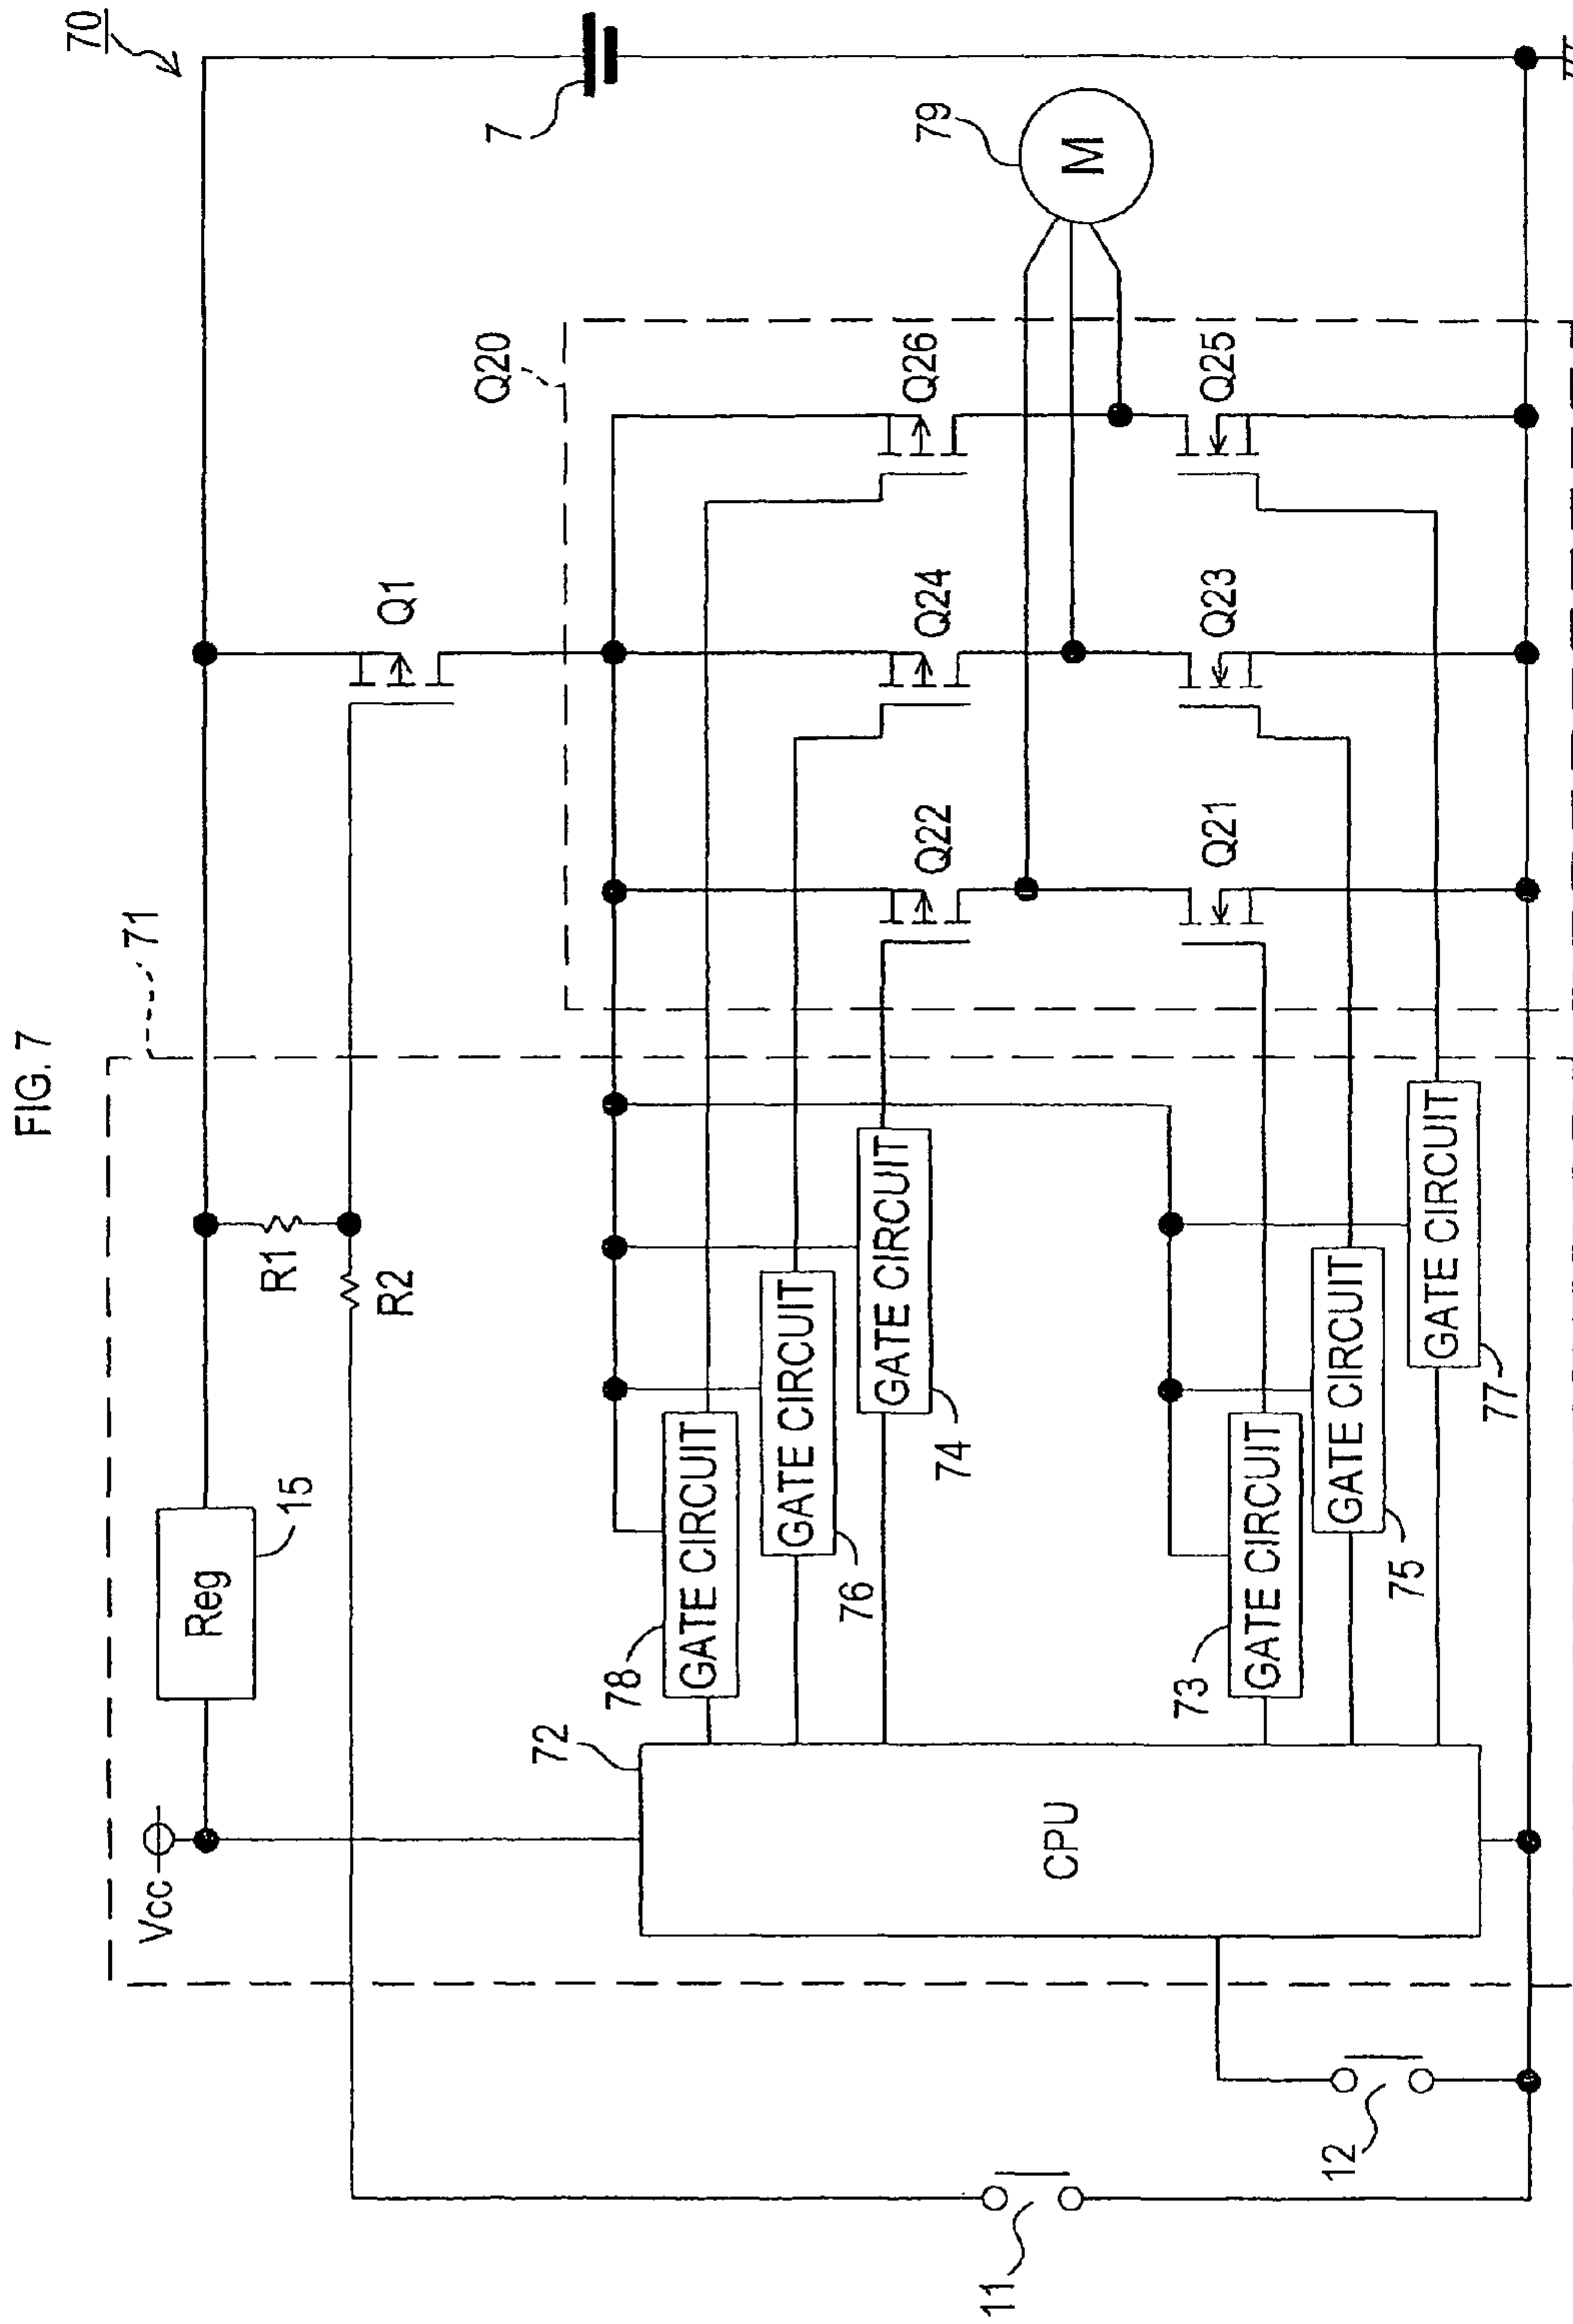 FIG. 7
70
71
Vcc
Reg
15
R1
R2
Q1
7
Q20
72
CPU
78
GATE CIRCUIT
76
GATE CIRCUIT
74
GATE CIRCUIT
73
GATE CIRCUIT
75
GATE CIRCUIT
77
GATE CIRCUIT
Q22
Q24
Q26
Q21
Q23
Q25
79
M
11
12